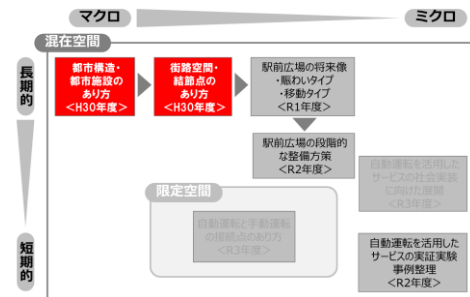 マクロ
ミクロ
混在空間
長期的
都市構造・
都市施設の
あり方
<H30年度>
街路空間・
結節点の
あり方
<H30年度>
駅前広場の将来像
・賑わいタイプ
・移動タイプ
<R1年度>
駅前広場の段階的
な整備方策
<R2年度>
自動運転を活用した
サービスの社会実装
に向けた展開
<R3年度>
限定空間
自動運転と手動運転
の接続点のあり方
<R3年度>
短期的
自動運転を活用した
サービスの実証実験
事例整理
<R2年度>